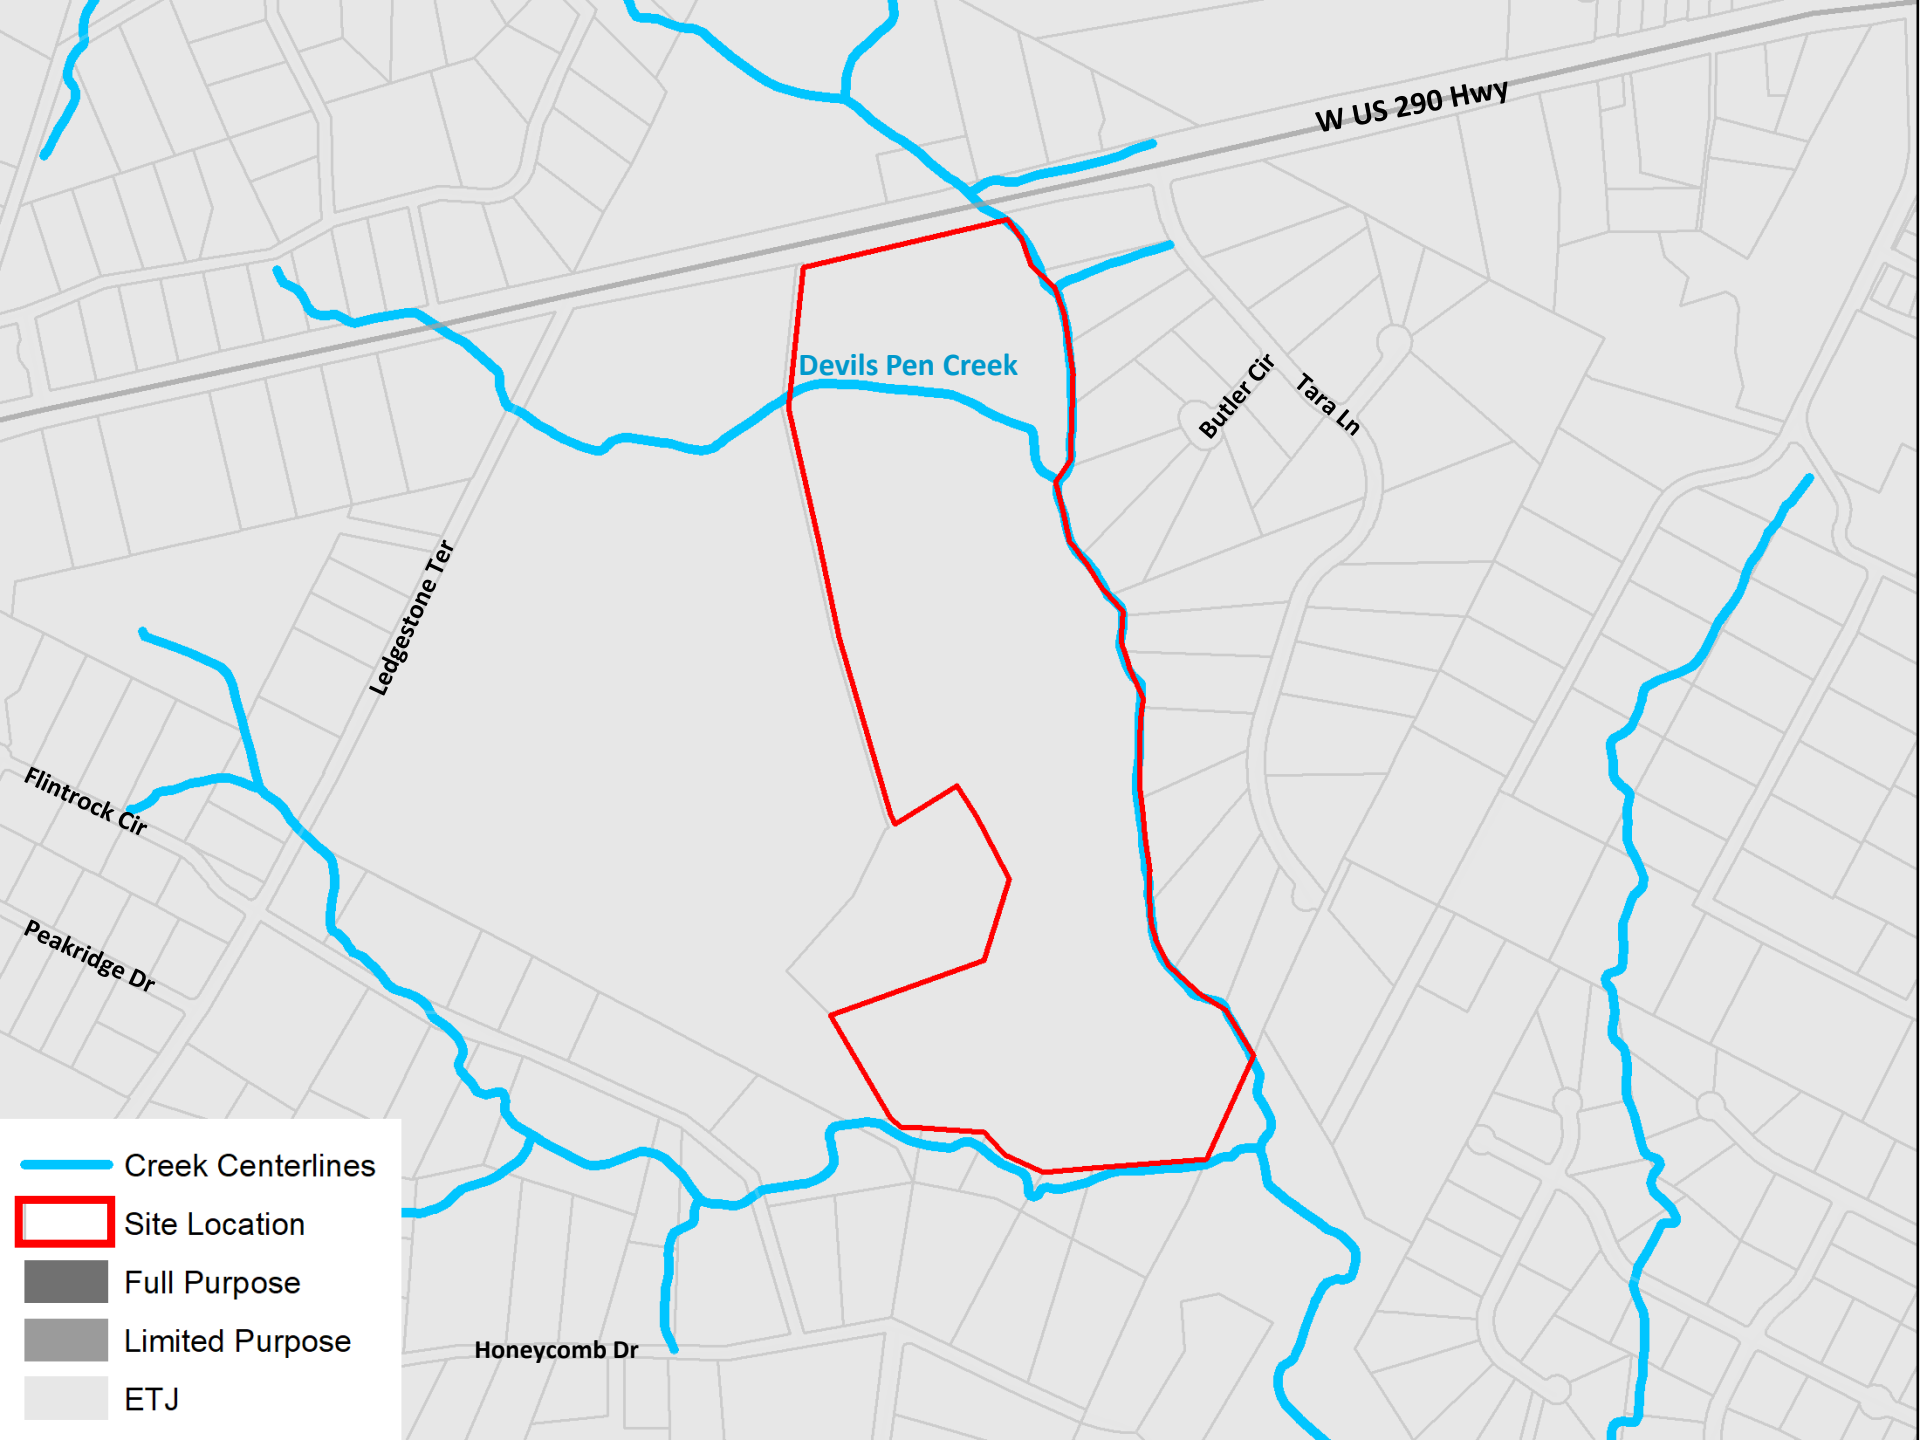 W US 290 Hwy
Devils Pen Creek
Butler Cir
Tara Ln
Ledgestone Ter
Flintrock Cir
Peakridge Dr
Honeycomb Dr
Creek Centerlines
Site Location
Full Purpose
Limited Purpose
ETJ